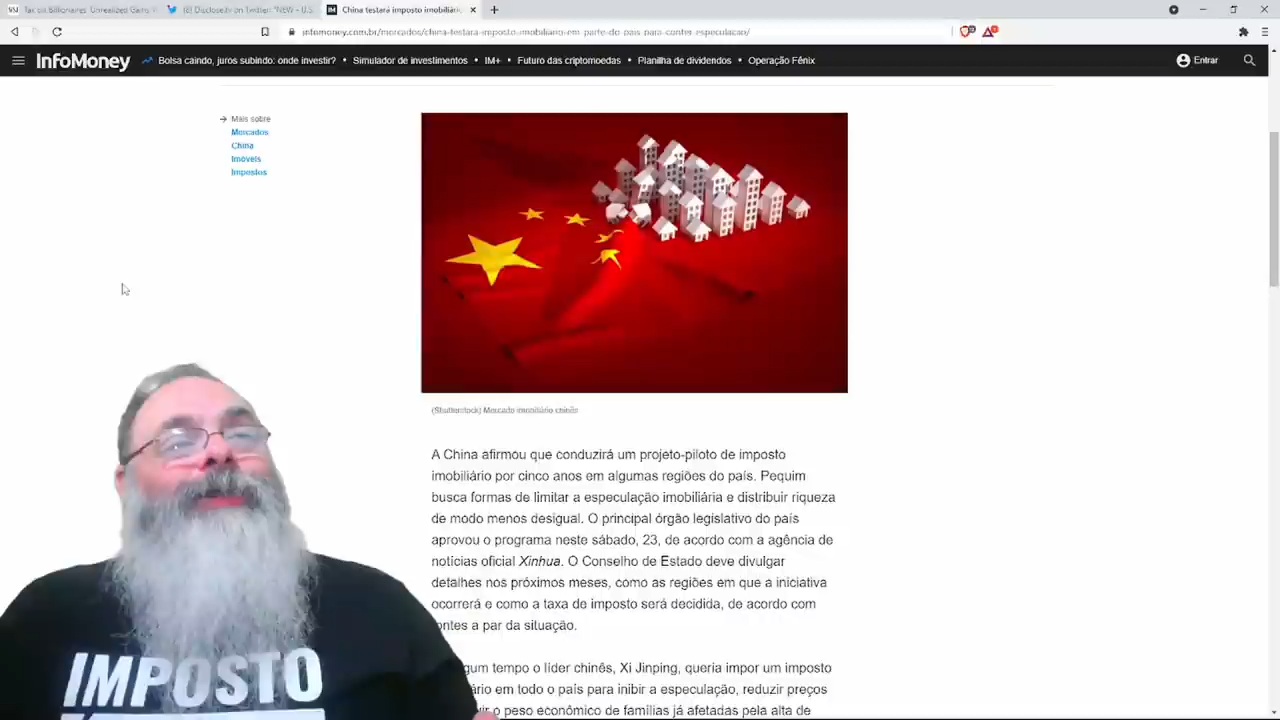 Tax on Billionaires' Unrealized Gains P
(2) Disclose.tv on Twitter: "NEW - U.S.
China testará imposto imobiliário
infomoney.com.br/mercados/china-testara-imposto-imobiliario-em-parte-do-pais-para-conter-especulacao/
InfoMoney
Bolsa caindo, juros subindo: onde investir? • Simulador de investimentos • IM+ • Futuro das criptomoedas • Planilha de dividendos • Operação Fênix
Entrar
Mais sobre
Mercados
China
Imóveis
Impostos
(Shutterstock) Mercado imobiliário chinês
A China afirmou que conduzirá um projeto-piloto de imposto
imobiliário por cinco anos em algumas regiões do país. Pequim
busca formas de limitar a especulação imobiliária e distribuir riqueza
de modo menos desigual. O principal órgão legislativo do país
aprovou o programa neste sábado, 23, de acordo com a agência de
notícias oficial Xinhua. O Conselho de Estado deve divulgar
detalhes nos próximos meses, como as regiões em que a iniciativa
ocorrerá e como a taxa de imposto será decidida, de acordo com
ontes a par da situação.
gum tempo o líder chinês, Xi Jinping, queria impor um imposto
ário em todo o país para inibir a especulação, reduzir preços
o peso econômico de famílias já afetadas pela alta de
IMPOSTO